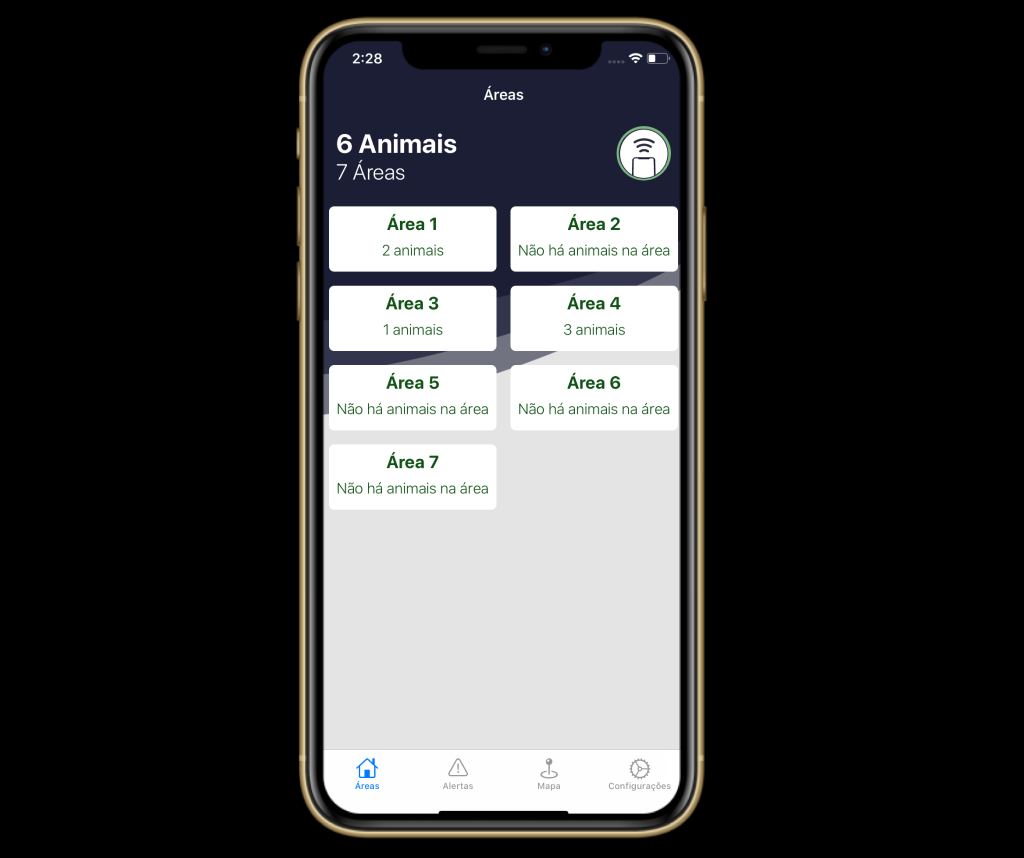 2:28
Áreas
6 Animais
7 Áreas
Área 1
2 animais
Área 2
Não há animais na área
Área 3
1 animais
Área 4
3 animais
Área 5
Não há animais na área
Área 6
Não há animais na área
Área 7
Não há animais na área
Áreas
Alertas
Mapa
Configurações